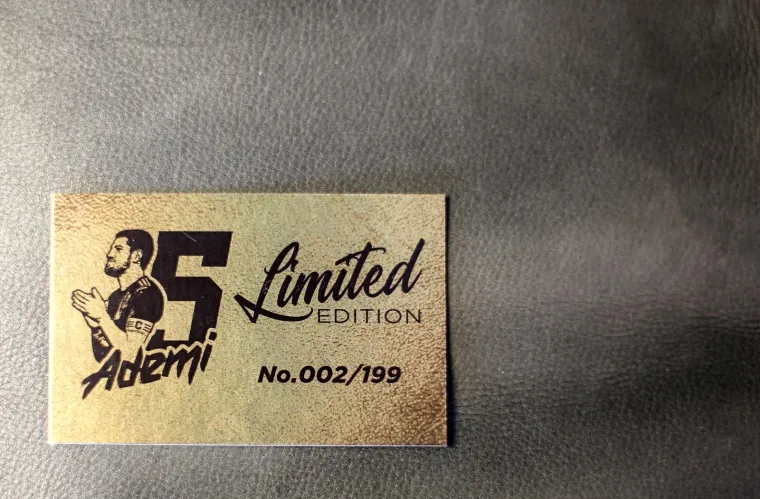 5
Ademi
Limited
EDITION
No.002/199
C